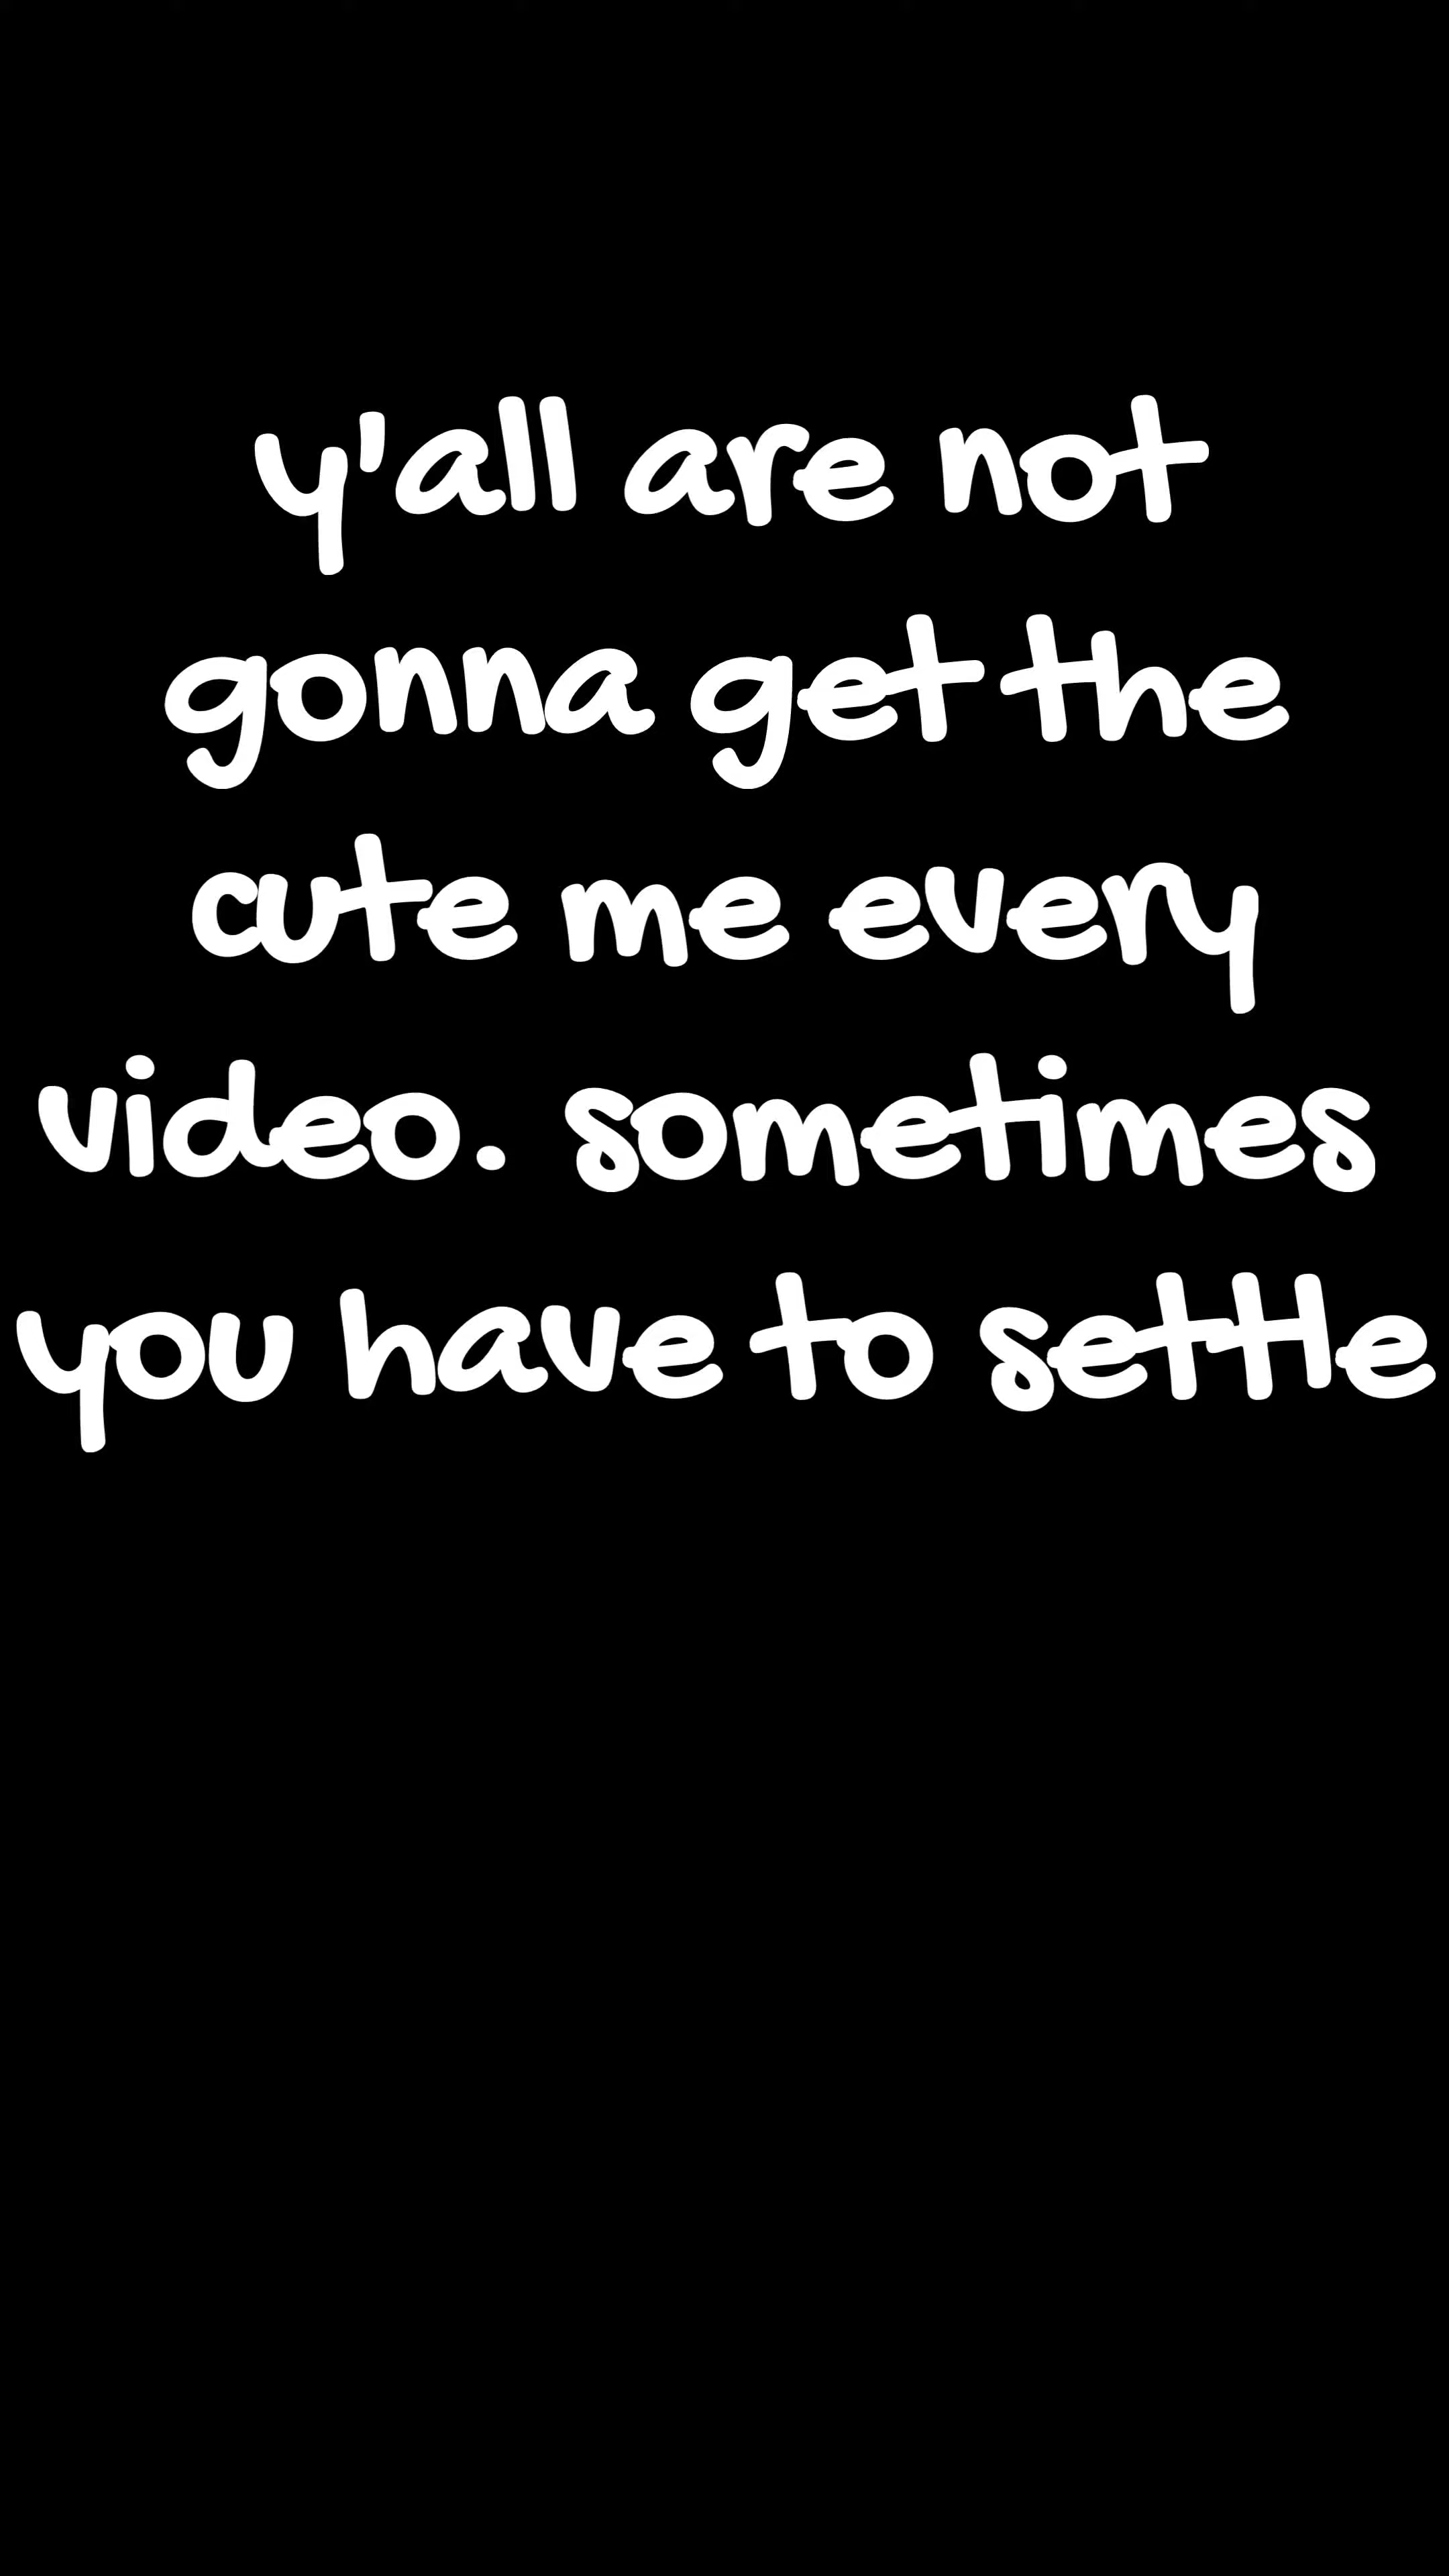 y'all are not
gonna get the
cute me every
video. sometimes
you have to settle